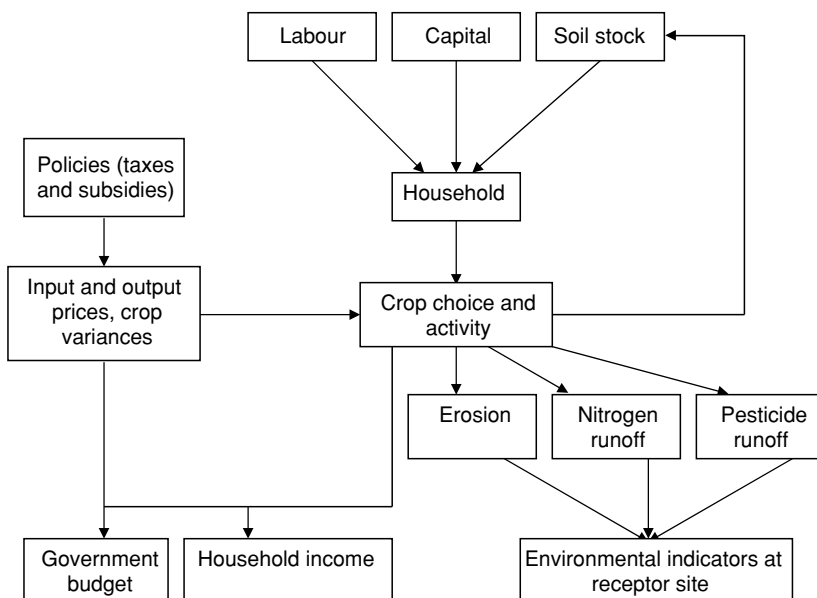 Labour
Capital
Soil stock
Policies (taxes
and subsidies)
Household
Input and output
prices, crop
variances
Crop choice and
activity
Erosion
Nitrogen
runoff
Pesticide
runoff
Government
budget
Household income
Environmental indicators at
receptor site